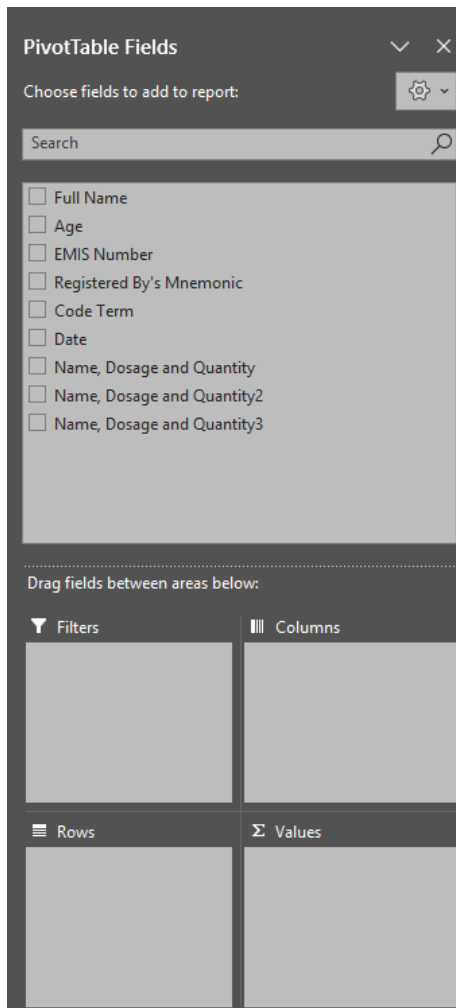 PivotTable Fields
Choose fields to add to report:
Search
Full Name
Age
EMIS Number
Registered By's Mnemonic
Code Term
Date
Name, Dosage and Quantity
Name, Dosage and Quantity2
Name, Dosage and Quantity3
Drag fields between areas below:
Filters
Columns
Rows
Σ Values